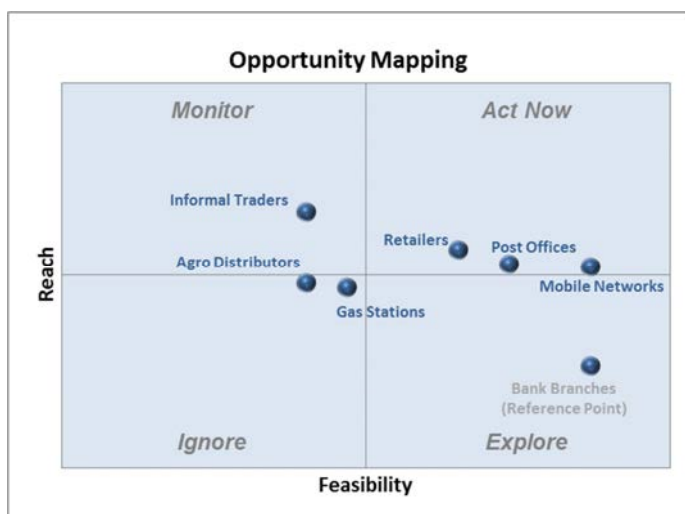 Opportunity Mapping
Monitor
Act Now
Informal Traders
Retailers
Post Offices
Agro Distributors
Mobile Networks
Gas Stations
Reach
Bank Branches
(Reference Point)
Ignore
Explore
Feasibility